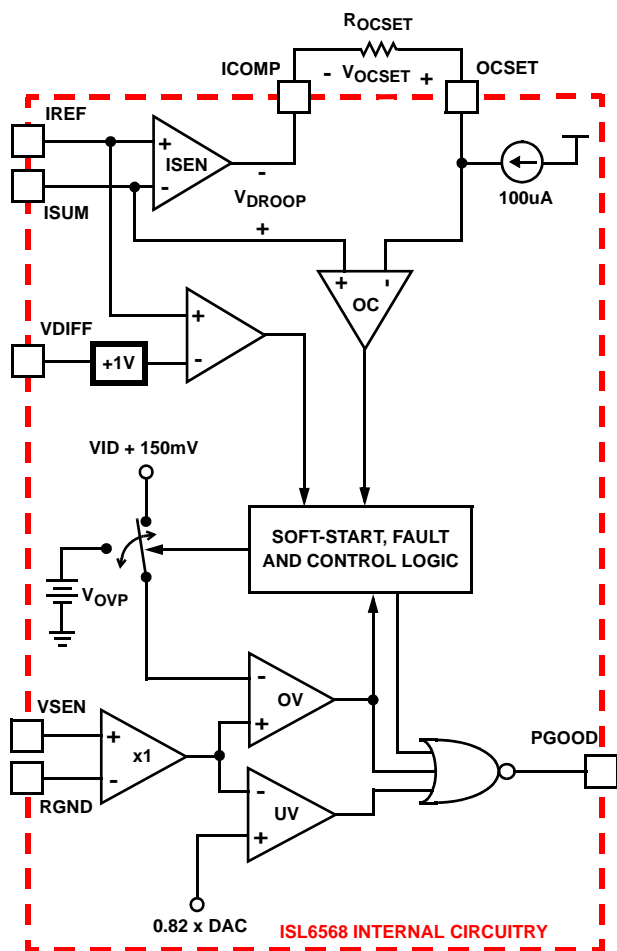 ROCSET
ICOMP
- VOCSET +
OCSET
IREF
+
ISEN
-
-
VDROOP
+
ISUM
100uA
+ -
OC
+
-
VDIFF
+1V
VID + 150mV
SOFT-START, FAULT
AND CONTROL LOGIC
VOVP
-
OV
+
VSEN
+
x1
-
RGND
PGOOD
-
UV
+
0.82 x DAC
ISL6568 INTERNAL CIRCUITRY